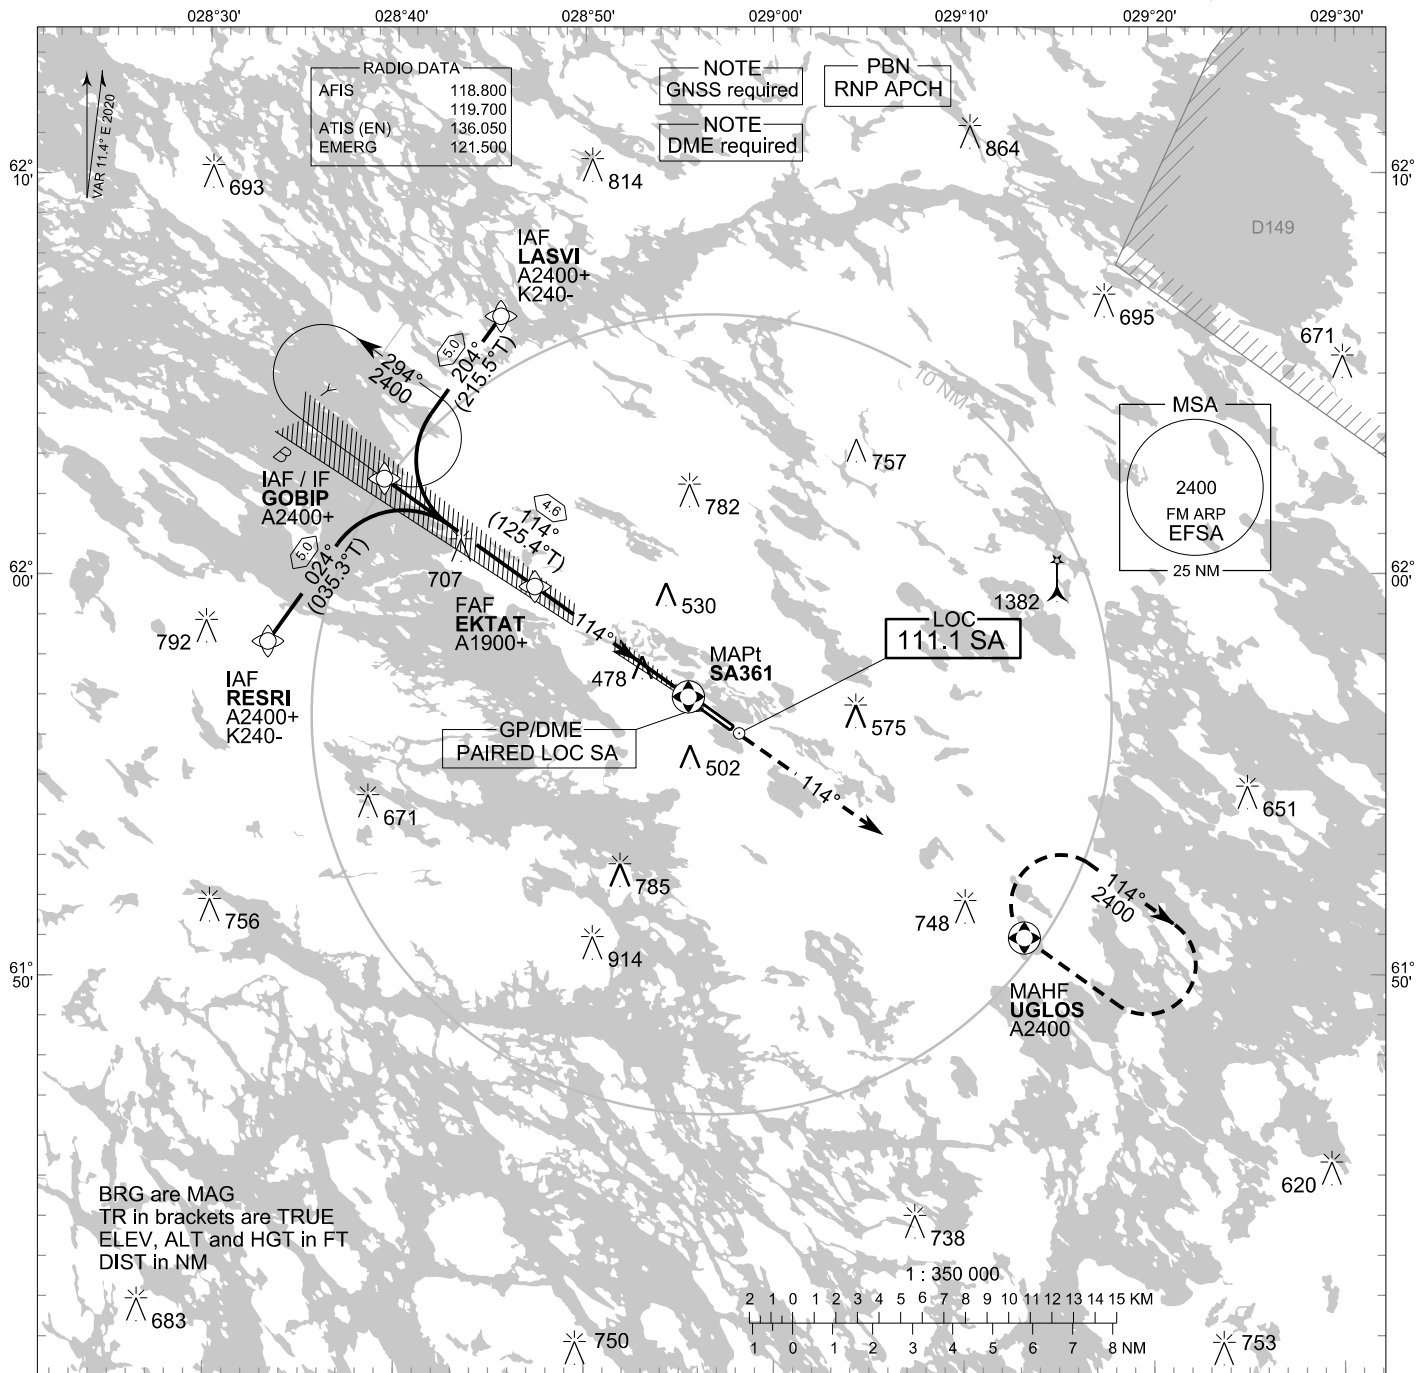 028°30'
028°40'
028°50'
029°00'
029°10'
029°20'
029°30'
RADIO DATA
AFIS 118.800
119.700
ATIS (EN) 136.050
EMERG 121.500
NOTE
GNSS required
NOTE
DME required
PBN
RNP APCH
VAR 11.4° E 2020
62°
10'
62°
10'
693
814
864
D149
IAF
LASVI
A2400+
K240-
695
671
5.0
204°
(215.5°T)
294°
2400
10 NM
Y
B
MSA
2400
FM ARP
EFSA
25 NM
757
782
IAF / IF
GOBIP
A2400+
4.6
114°
(125.4°T)
5.0
024°
(035.3°T)
62°
00'
62°
00'
707
530
1382
FAF
EKTAT
A1900+
792
114°
LOC
111.1 SA
MAPt
SA361
478
IAF
RESRI
A2400+
K240-
GP/DME
PAIRED LOC SA
575
502
114°
671
651
785
756
748
914
114°
2400
61°
50'
61°
50'
MAHF
UGLOS
A2400
BRG are MAG
TR in brackets are TRUE
ELEV, ALT and HGT in FT
DIST in NM
620
738
1 : 350 000
2 1 0 1 2 3 4 5 6 7 8 9 10 11 12 13 14 15 KM
1 0 1 2 3 4 5 6 7 8 NM
683
750
753